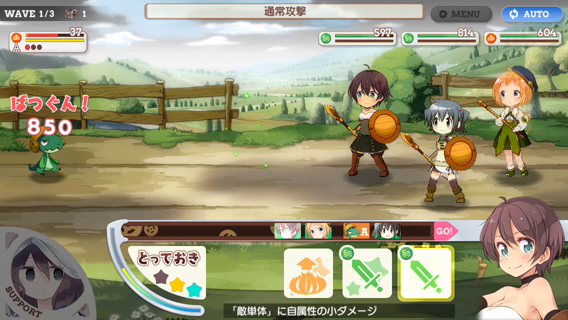 WAVE 1/3 1
通常攻撃
MENU
AUTO
37
A
597
814
604
ばつぐん!
850
A
GO!
とっておき
SUPPORT
「敵単体」に自属性の小ダメージ